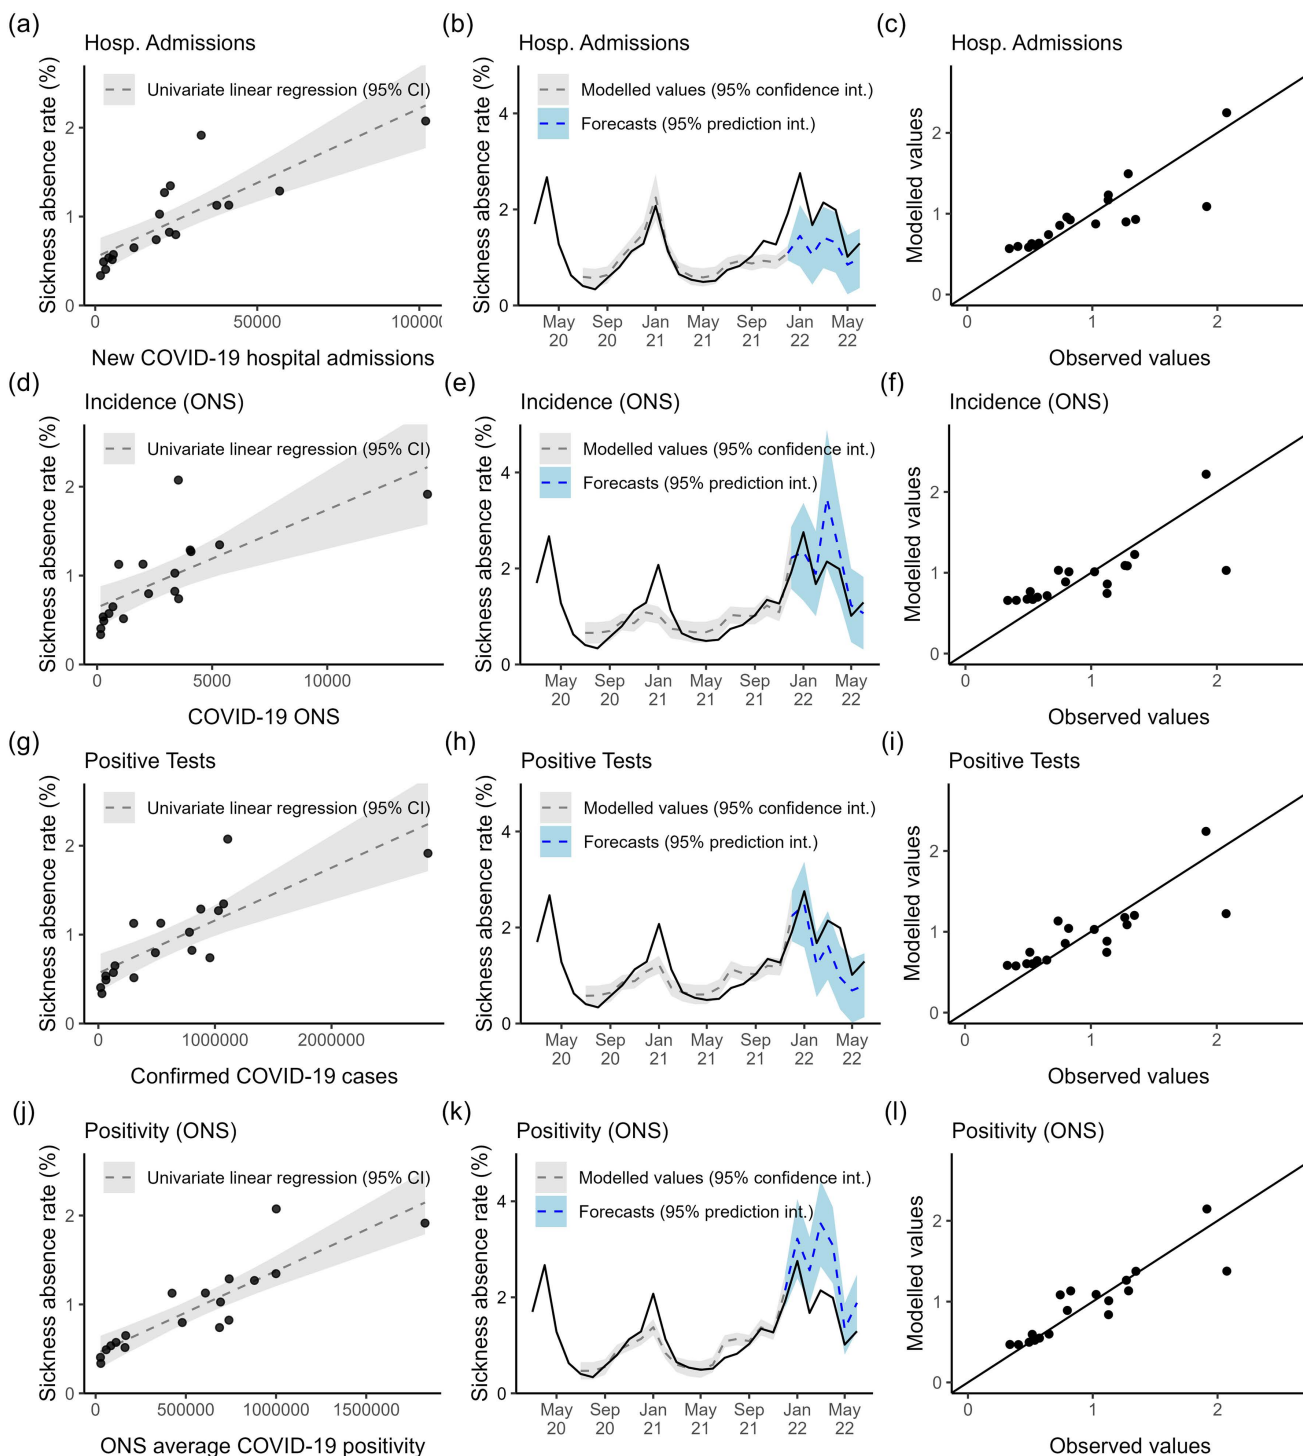 (a)
Hosp. Admissions
Sickness absence rate (%)
Univariate linear regression (95% CI)
2
1
0
0
50000
100000
New COVID-19 hospital admissions
(b)
Hosp. Admissions
Sickness absence rate (%)
Modelled values (95% confidence int.)
Forecasts (95% prediction int.)
4
2
0
May Sep Jan May Sep Jan May
20 20 21 21 21 22 22
(c)
Hosp. Admissions
Modelled values
2
1
0
0
1
2
Observed values
(d)
Incidence (ONS)
Sickness absence rate (%)
Univariate linear regression (95% CI)
2
1
0
0
5000
10000
COVID-19 ONS
(e)
Incidence (ONS)
Sickness absence rate (%)
Modelled values (95% confidence int.)
Forecasts (95% prediction int.)
4
2
0
May Sep Jan May Sep Jan May
20 20 21 21 21 22 22
(f)
Incidence (ONS)
Modelled values
2
1
0
0
1
2
Observed values
(g)
Positive Tests
Sickness absence rate (%)
Univariate linear regression (95% CI)
2
1
0
0
1000000
2000000
Confirmed COVID-19 cases
(h)
Positive Tests
Sickness absence rate (%)
Modelled values (95% confidence int.)
Forecasts (95% prediction int.)
4
2
0
May Sep Jan May Sep Jan May
20 20 21 21 21 22 22
(i)
Positive Tests
Modelled values
2
1
0
0
1
2
Observed values
(j)
Positivity (ONS)
Sickness absence rate (%)
Univariate linear regression (95% CI)
2
1
0
0
500000
1000000
1500000
ONS average COVID-19 positivity
(k)
Positivity (ONS)
Sickness absence rate (%)
Modelled values (95% confidence int.)
Forecasts (95% prediction int.)
4
2
0
May Sep Jan May Sep Jan May
20 20 21 21 21 22 22
(l)
Positivity (ONS)
Modelled values
2
1
0
0
1
2
Observed values